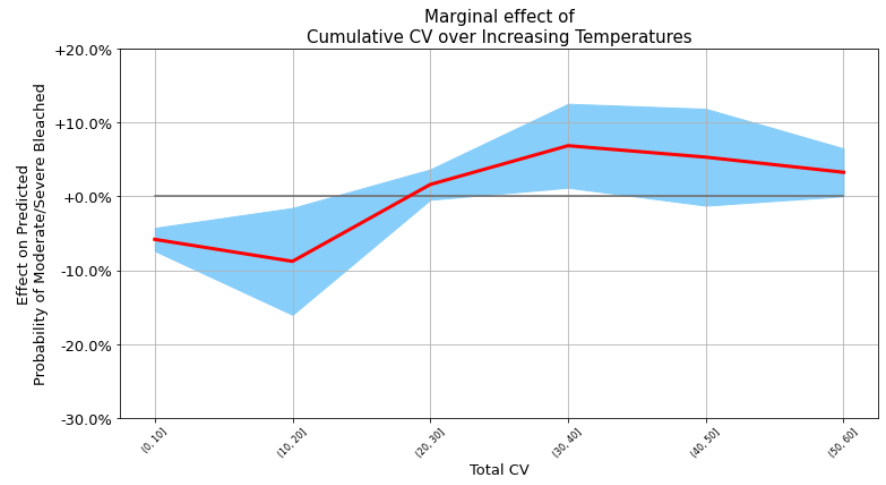 Marginal effect of
Cumulative CV over Increasing Temperatures
Effect on Predicted
Probability of Moderate/Severe Bleached
+20.0%
+10.0%
+0.0%
-10.0%
-20.0%
-30.0%
(0, 10]
(10, 20]
(20, 30]
(30, 40]
(40, 50]
(50, 60]
Total CV